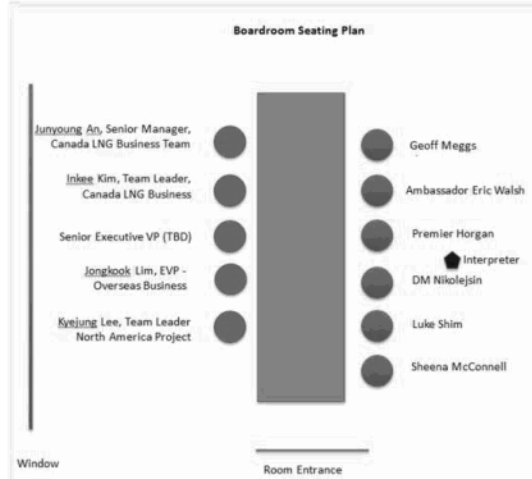 Boardroom Seating Plan
Junyoung An, Senior Manager,
Canada LNG Business Team
Inkee Kim, Team Leader,
Canada LNG Business
Senior Executive VP (TBD)
Jongkook Lim, EVP -
Overseas Business
Kyejung Lee, Team Leader
North America Project
Geoff Meggs
Ambassador Eric Walsh
Premier Horgan
Interpreter
DM Nikolejsin
Luke Shim
Sheena McConnell
Window
Room Entrance